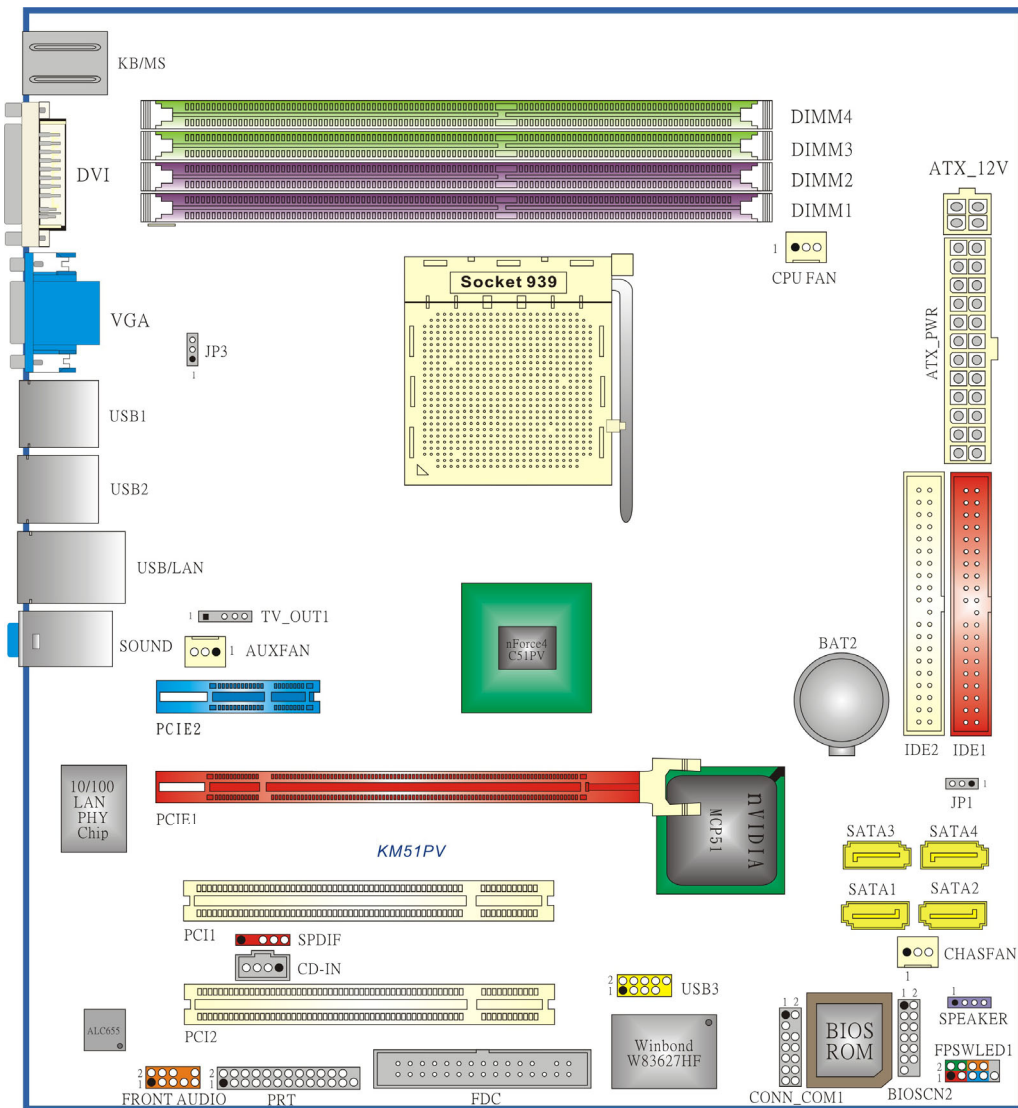 KB/MS
DIMM4
DIMM3
DIMM2
DIMM1
DVI
ATX_12V
1
CPU FAN
Socket 939
VGA
JP3
1
ATX_PWR
USB1
USB2
USB/LAN
1
TV_OUT1
SOUND
1
AUXFAN
nForce4
C51PV
BAT2
PCIE2
IDE2
IDE1
10/100
LAN
PHY
Chip
PCIE1
nVIDIA
MCP51
1
JP1
KM51PV
SATA3
SATA4
SATA1
SATA2
PCI1
SPDIF
CD-IN
CHASFAN
1
2
1
USB3
1 2
1 2
1
SPEAKER
PCI2
ALC655
Winbond
W83627HF
BIOS
ROM
FPSWLED1
2
1
2
1
2
1
FRONT AUDIO
PRT
FDC
CONN_COM1
BIOSCN2